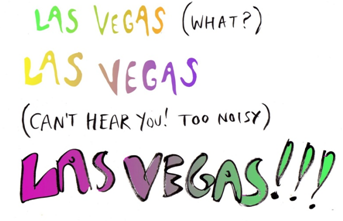 LAS VEGAS (WHAT?)
LAS VEGAS
(CAN'T HEAR YOU! TOO NOISY)
LAS VEGAS!!!